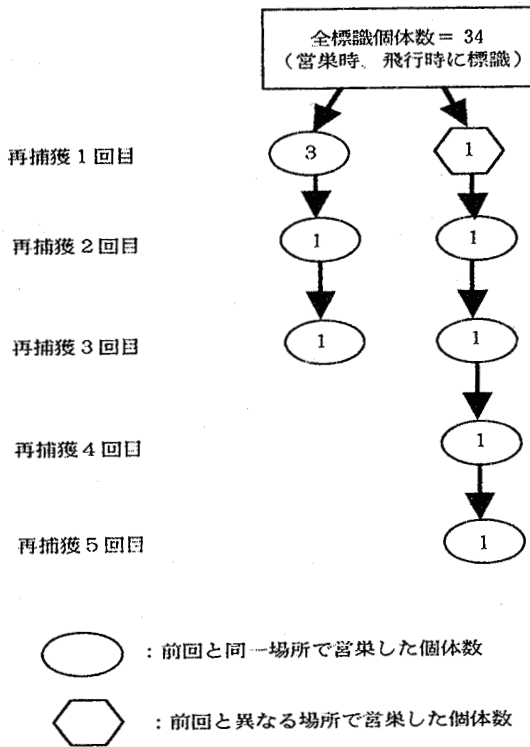 全標識個体数＝ 34
（営巣時、飛行時に標識）
再捕獲１回目
3
1
再捕獲２回目
1
1
再捕獲３回目
1
1
再捕獲４回目
1
再捕獲５回目
1
：前回と同一場所で営巣した個体数
：前回と異なる場所で営巣した個体数